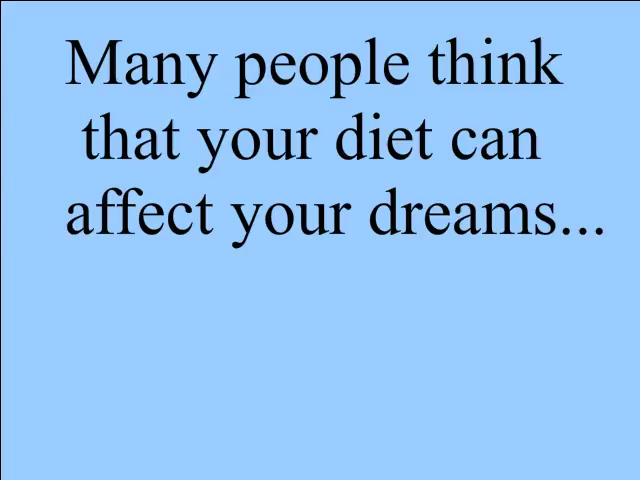 Many people think
that your diet can
affect your dreams...